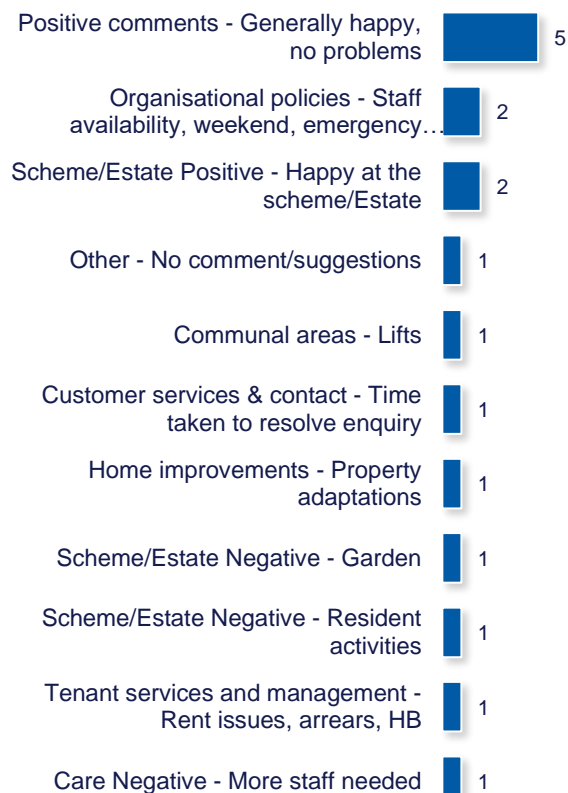 Positive comments - Generally happy,
no problems
5
Organisational policies - Staff
availability, weekend, emergency…
2
Scheme/Estate Positive - Happy at the
scheme/Estate
2
Other - No comment/suggestions
1
Communal areas - Lifts
1
Customer services & contact - Time
taken to resolve enquiry
1
Home improvements - Property
adaptations
1
Scheme/Estate Negative - Garden
1
Scheme/Estate Negative - Resident
activities
1
Tenant services and management -
Rent issues, arrears, HB
1
Care Negative - More staff needed
1